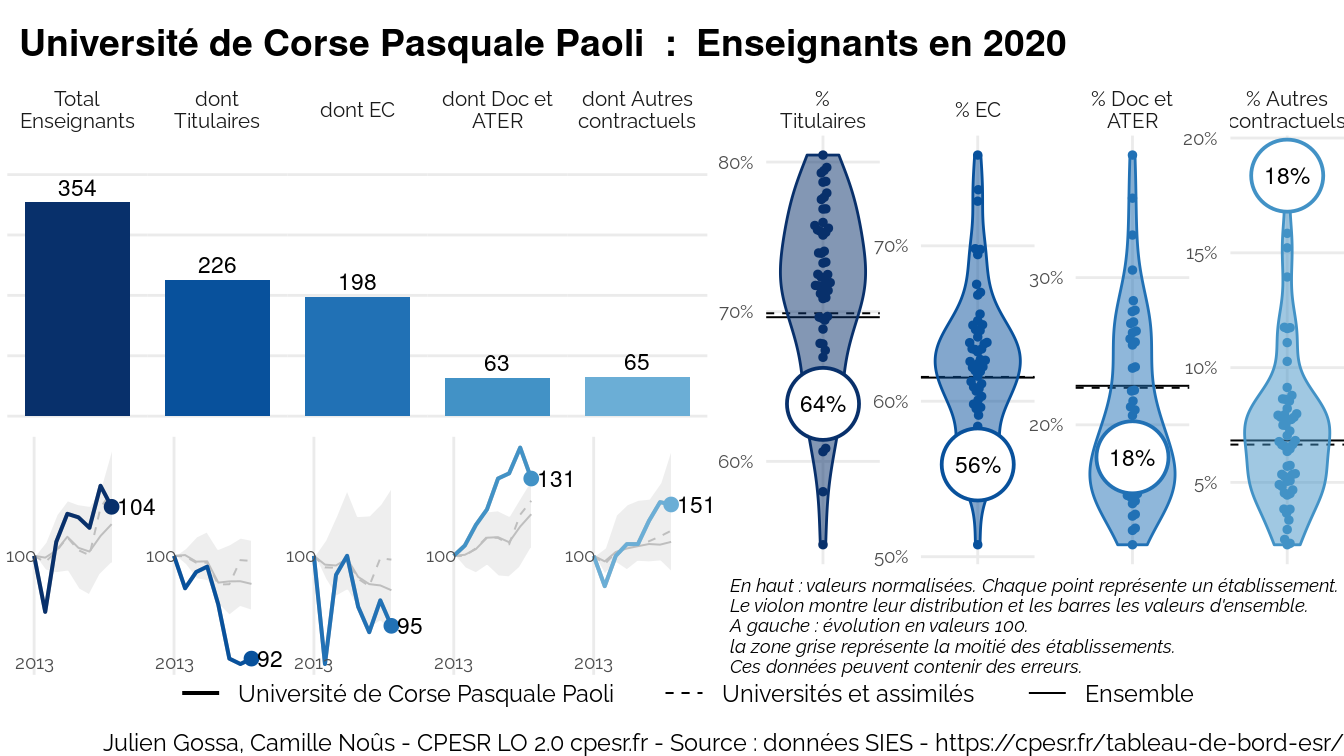 Université de Corse Pasquale Paoli : Enseignants en 2020
Total
Enseignants
dont
Titulaires
dont EC
dont Doc et
ATER
dont Autres
contractuels
%
Titulaires
% EC
% Doc et
ATER
% Autres
contractuels
354
226
198
63
65
80%
70%
60%
64%
70%
60%
50%
56%
30%
20%
18%
20%
15%
10%
5%
18%
100
104
2013
100
92
2013
100
95
2013
100
131
2013
100
151
2013
En haut : valeurs normalisées. Chaque point représente un établissement.
Le violon montre leur distribution et les barres les valeurs d'ensemble.
A gauche : évolution en valeurs 100.
la zone grise représente la moitié des établissements.
Ces données peuvent contenir des erreurs.
Université de Corse Pasquale Paoli
Universités et assimilés
Ensemble
Julien Gossa, Camille Noûs - CPESR LO 2.0 cpesr.fr - Source : données SIES - https://cpesr.fr/tableau-de-bord-esr/